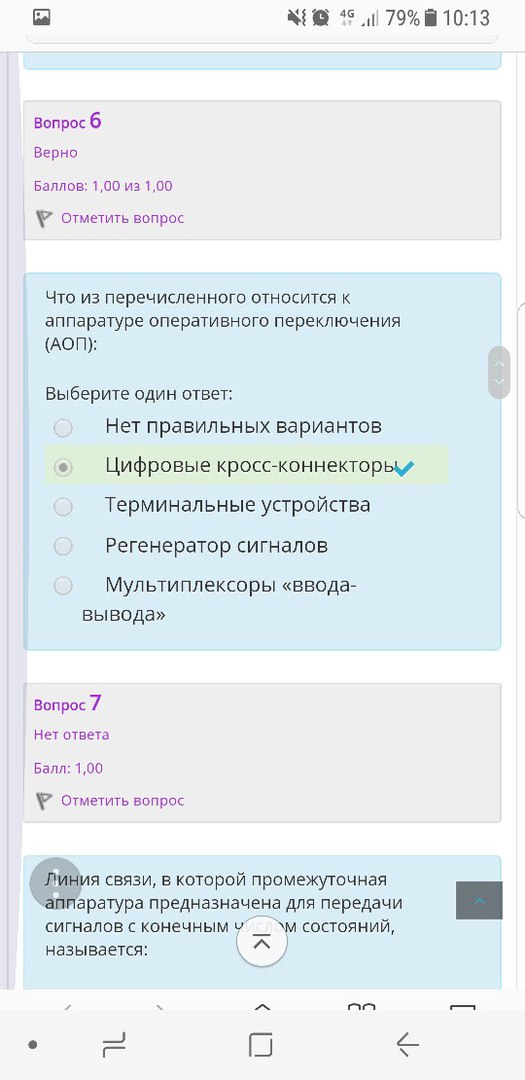 4G 79% 10:13
Вопрос 6
Верно
Баллов: 1,00 из 1,00
Отметить вопрос
Что из перечисленного относится к
аппаратуре оперативного переключения
(АОП):
Выберите один ответ:
Нет правильных вариантов
Цифровые кросс-коннекторы
Терминальные устройства
Регенератор сигналов
Мультиплексоры «ввода-
вывода»
Вопрос 7
Нет ответа
Балл: 1,00
Отметить вопрос
Линия связи, в которой промежуточная
аппаратура предназначена для передачи
сигналов с конечным числом состояний,
называется: